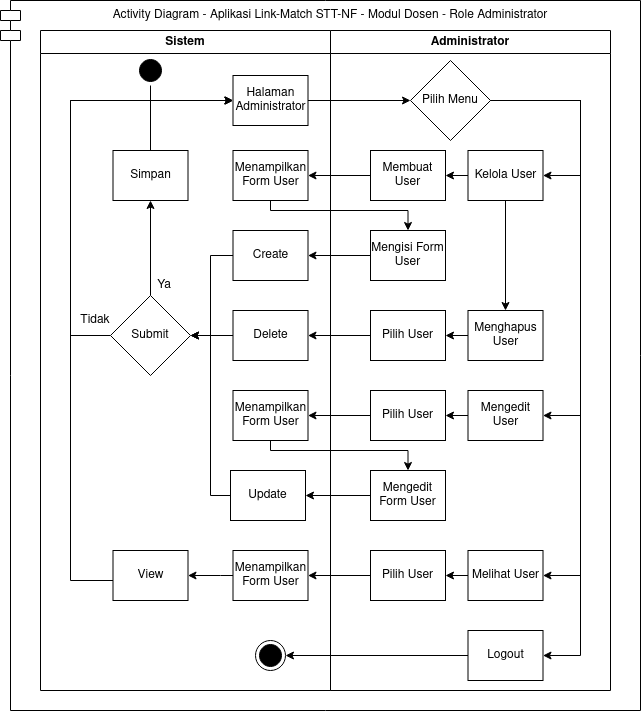 Activity Diagram - Aplikasi Link-Match STT-NF - Modul Dosen - Role Administrator
Sistem
Administrator
Halaman
Administrator
Pilih Menu
Simpan
Menampilkan
Form User
Membuat
User
Kelola User
Create
Mengisi Form
User
Ya
Tidak
Submit
Delete
Pilih User
Menghapus
User
Menampilkan
Form User
Pilih User
Mengedit
User
Update
Mengedit
Form User
View
Menampilkan
Form User
Pilih User
Melihat User
Logout